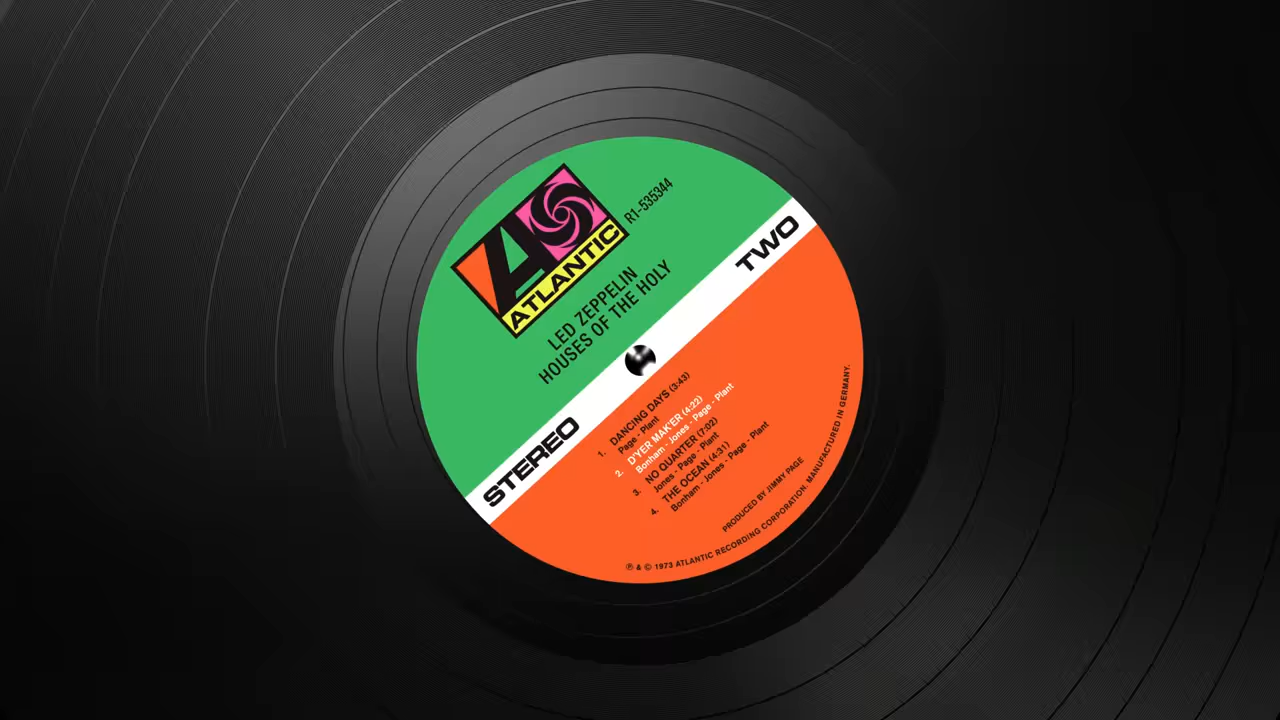 ATLANTIC
R1-535344
LED ZEPPELIN
HOUSES OF THE HOLY
STEREO
TWO
1. DANCING DAYS (3:43)
Page - Plant
2. D'YER MAK'ER (4:22)
Bonham - Jones - Page - Plant
3. NO QUARTER (7:02)
Jones - Page - Plant
4. THE OCEAN (4:31)
Bonham - Jones - Page - Plant
PRODUCED BY JIMMY PAGE
℗ & © 1973 ATLANTIC RECORDING CORPORATION. MANUFACTURED IN GERMANY.